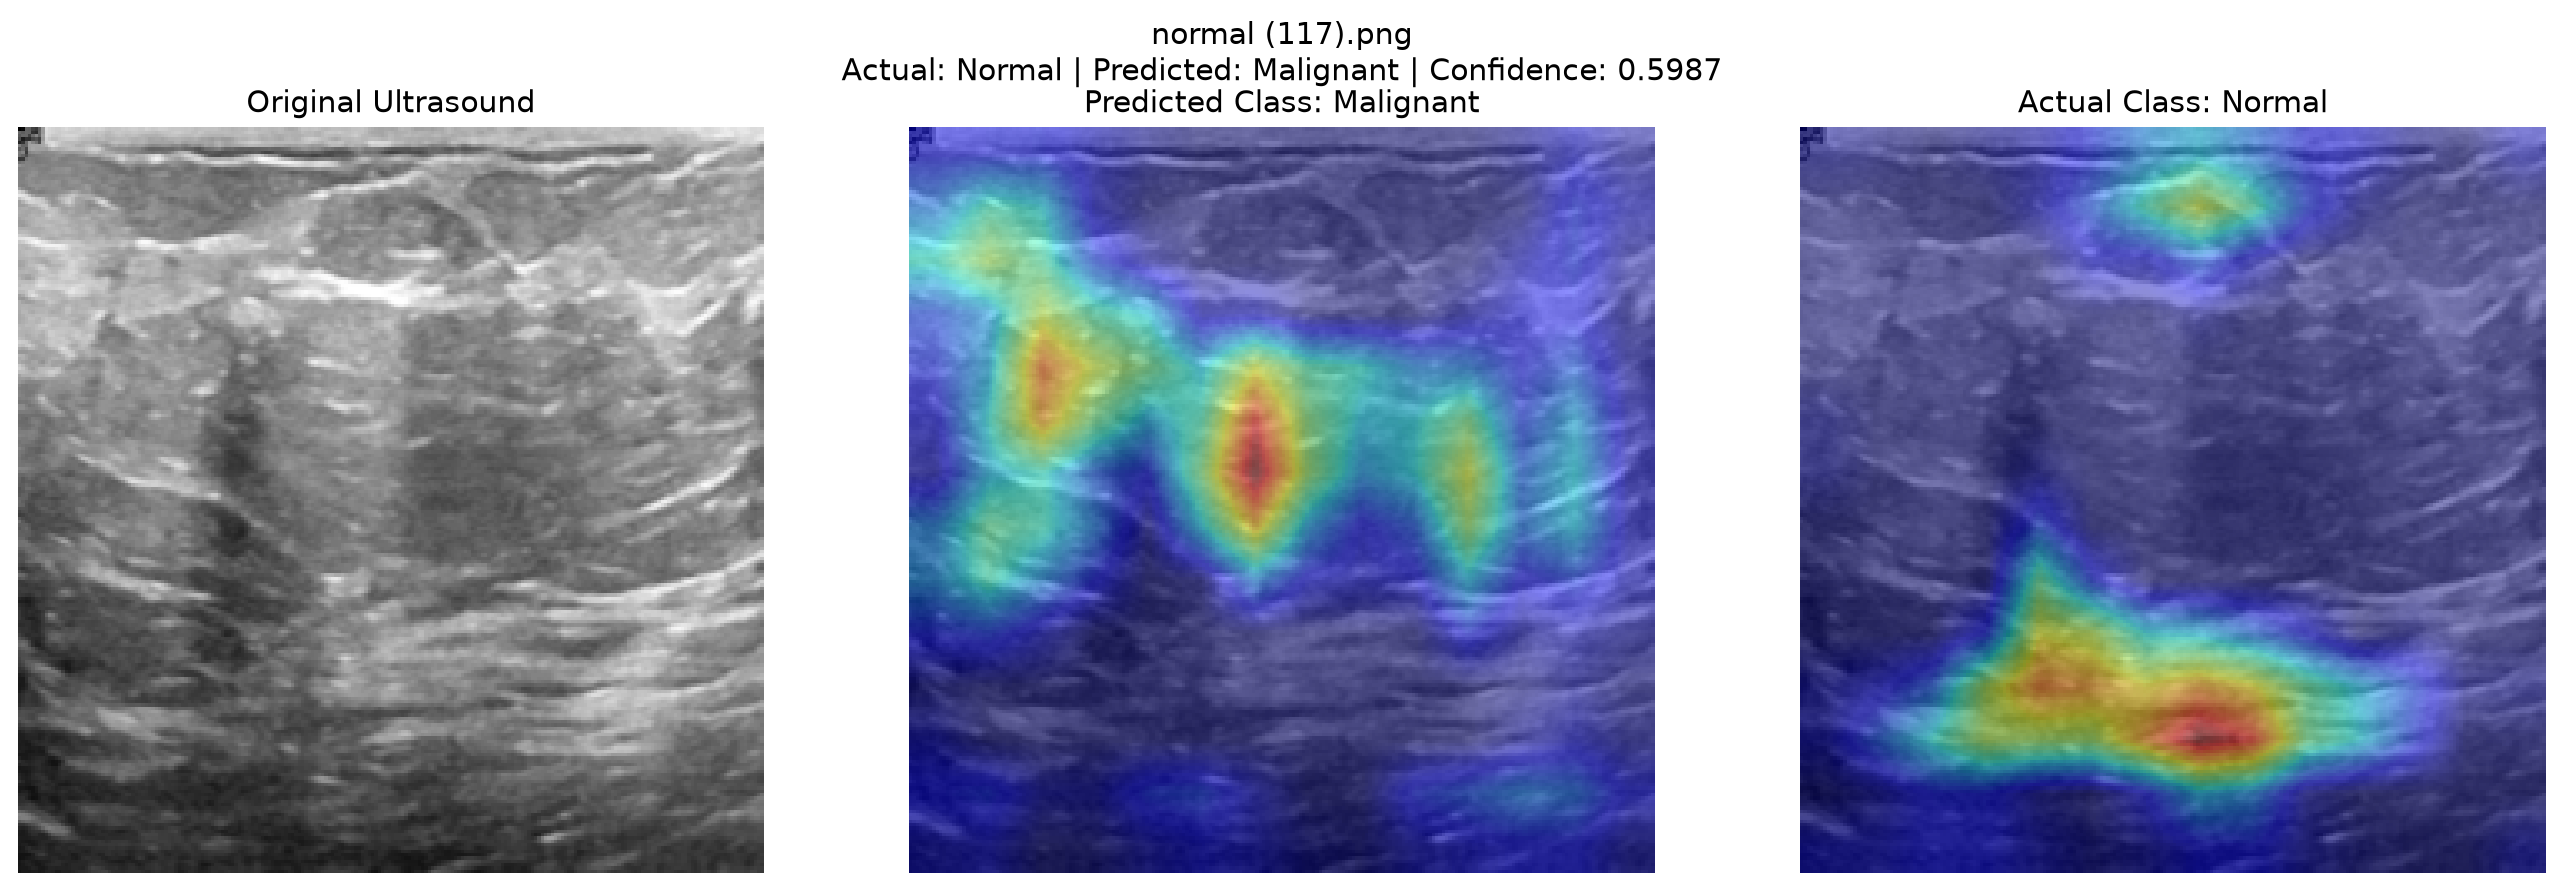 normal (117).png
Actual: Normal | Predicted: Malignant | Confidence: 0.5987
Original Ultrasound
Predicted Class: Malignant
Actual Class: Normal